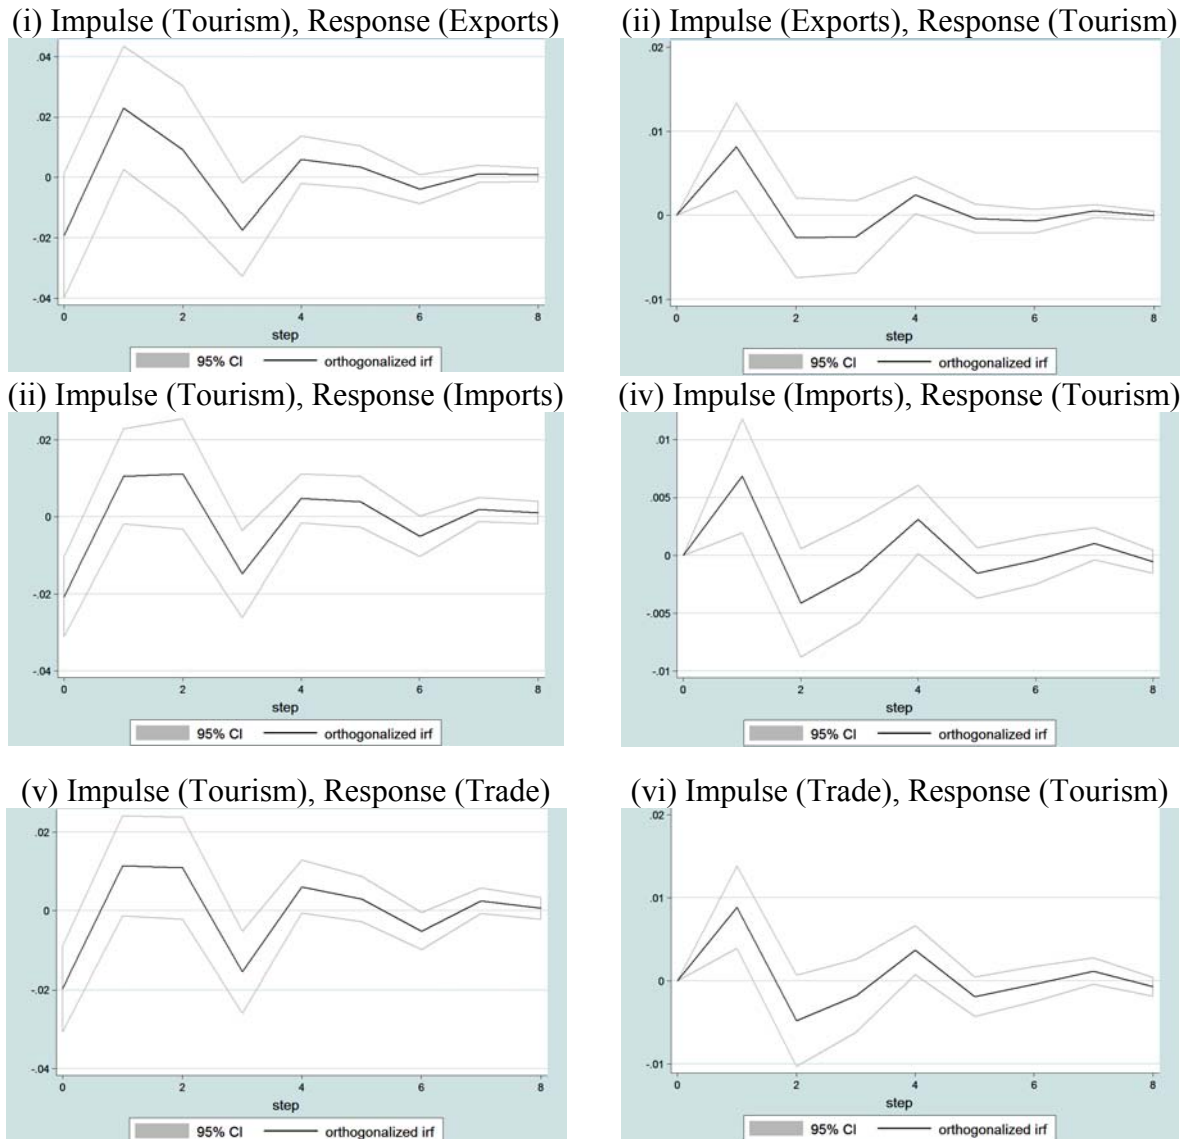 (i) Impulse (Tourism), Response (Exports)
.04
.02
0
-.02
-.04
0 2 4 6 8
step
95% CI orthogonalized irf
(ii) Impulse (Exports), Response (Tourism)
.02
.01
0
-.01
0 2 4 6 8
step
95% CI orthogonalized irf
(ii) Impulse (Tourism), Response (Imports)
.02
0
-.02
-.04
0 2 4 6 8
step
95% CI orthogonalized irf
(iv) Impulse (Imports), Response (Tourism)
.01
.005
0
-.005
-.01
0 2 4 6 8
step
95% CI orthogonalized irf
(v) Impulse (Tourism), Response (Trade)
.02
0
-.02
-.04
0 2 4 6 8
step
95% CI orthogonalized irf
(vi) Impulse (Trade), Response (Tourism)
.02
.01
0
-.01
0 2 4 6 8
step
95% CI orthogonalized irf